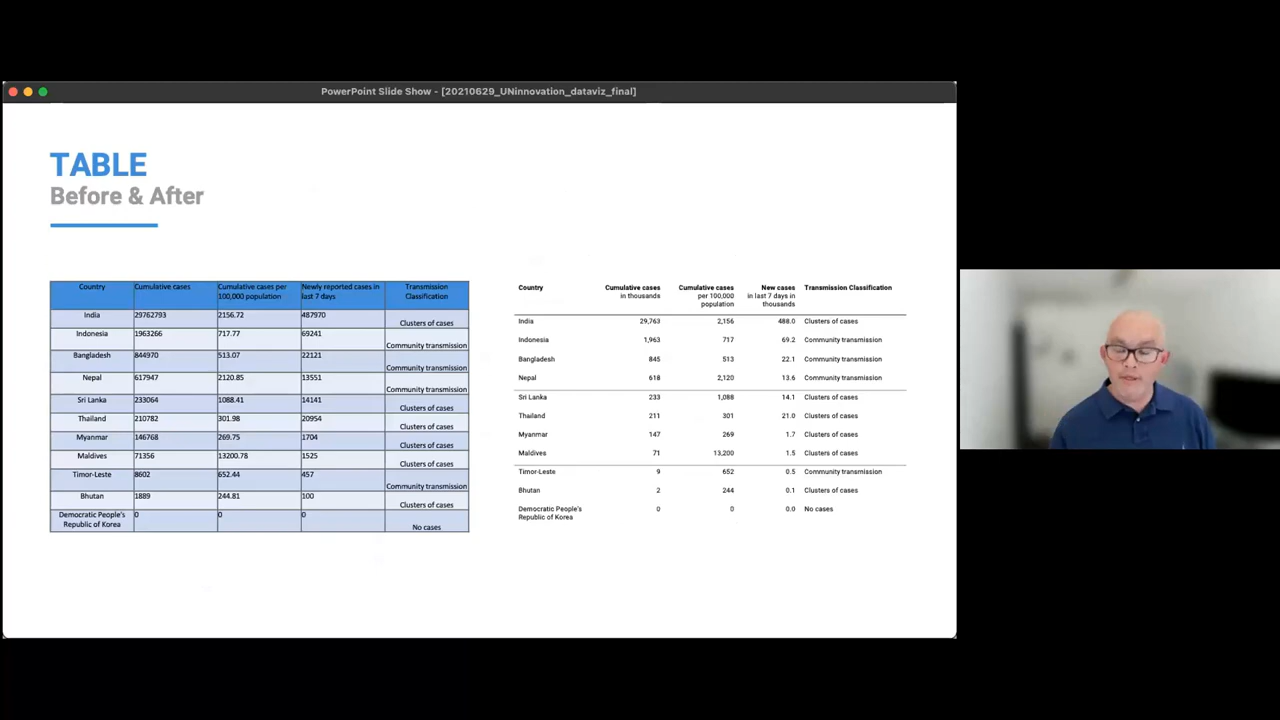 PowerPoint Slide Show - [20210629_UNinnovation_dataviz_final]
TABLE
Before & After
Country Cumulative cases Cumulative cases per 100,000 population Newly reported cases in last 7 days Transmission Classification
India 29762793 2156.72 487970 Clusters of cases
Indonesia 1963266 717.77 69241 Community transmission
Bangladesh 844970 513.07 22121 Community transmission
Nepal 617947 2120.85 13551 Community transmission
Sri Lanka 233064 1088.41 14141 Clusters of cases
Thailand 210782 301.98 20954 Clusters of cases
Myanmar 146768 269.75 1704 Clusters of cases
Maldives 71356 13200.78 1525 Clusters of cases
Timor-Leste 8602 652.44 457 Community transmission
Bhutan 1889 244.81 100 Clusters of cases
Democratic People's Republic of Korea 0 0 0 No cases
Country Cumulative cases in thousands Cumulative cases per 100,000 population New cases in last 7 days in thousands Transmission Classification
India 29,763 2,156 488.0 Clusters of cases
Indonesia 1,963 717 69.2 Community transmission
Bangladesh 845 513 22.1 Community transmission
Nepal 618 2,120 13.6 Community transmission
Sri Lanka 233 1,088 14.1 Clusters of cases
Thailand 211 301 21.0 Clusters of cases
Myanmar 147 269 1.7 Clusters of cases
Maldives 71 13,200 1.5 Clusters of cases
Timor-Leste 9 652 0.5 Community transmission
Bhutan 2 244 0.1 Clusters of cases
Democratic People's Republic of Korea 0 0 0.0 No cases